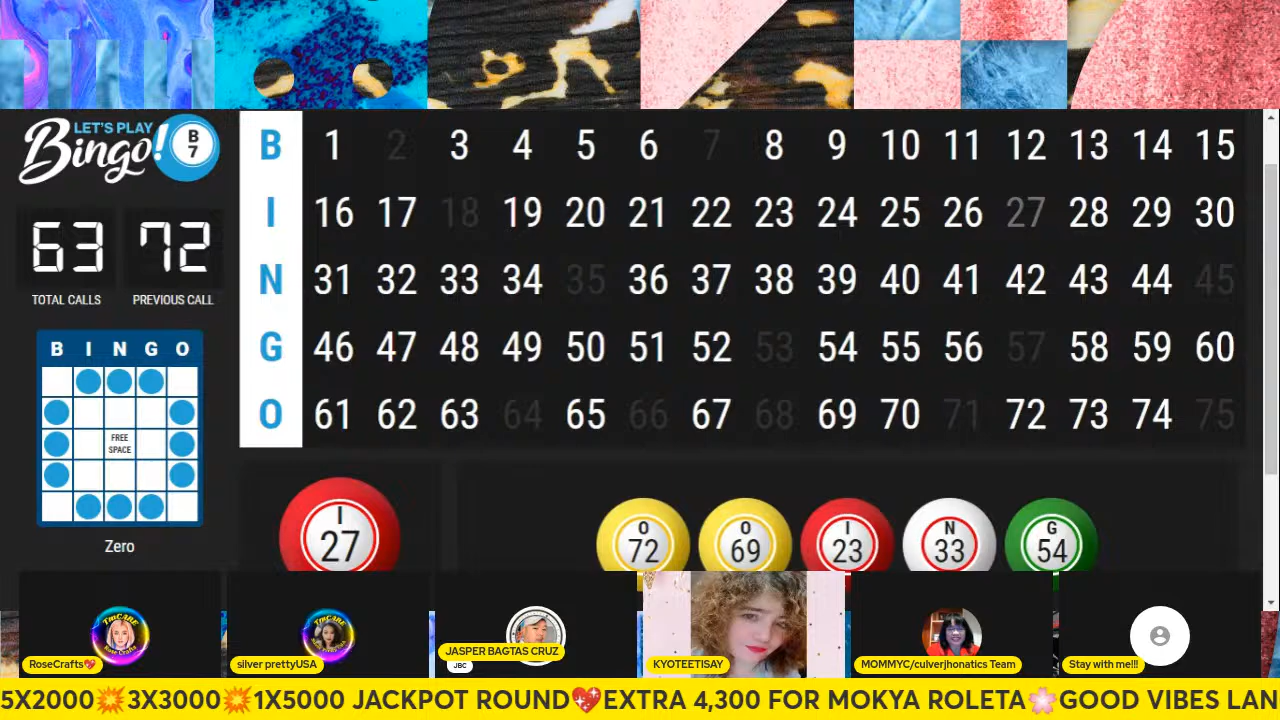 LET'S PLAY
Bingo!
B
7
B 1 2 3 4 5 6 7 8 9 10 11 12 13 14 15
I 16 17 18 19 20 21 22 23 24 25 26 27 28 29 30
N 31 32 33 34 35 36 37 38 39 40 41 42 43 44 45
G 46 47 48 49 50 51 52 53 54 55 56 57 58 59 60
O 61 62 63 64 65 66 67 68 69 70 71 72 73 74 75
63 72
TOTAL CALLS PREVIOUS CALL
B I N G O
FREE
SPACE
Zero
I
27
O
72
O
69
I
23
N
33
G
54
TmCARE
Rose Crafts
TmCARE
RoseCrafts💖
silver prettyUSA
JASPER BAGTAS CRUZ
JBC
KYOTEETISAY
MOMMYC/culverjhonatics Team
Stay with me!!!
5X2000💥3X3000💥1X5000 JACKPOT ROUND💖EXTRA 4,300 FOR MOKYA ROLETA🌸GOOD VIBES LAN